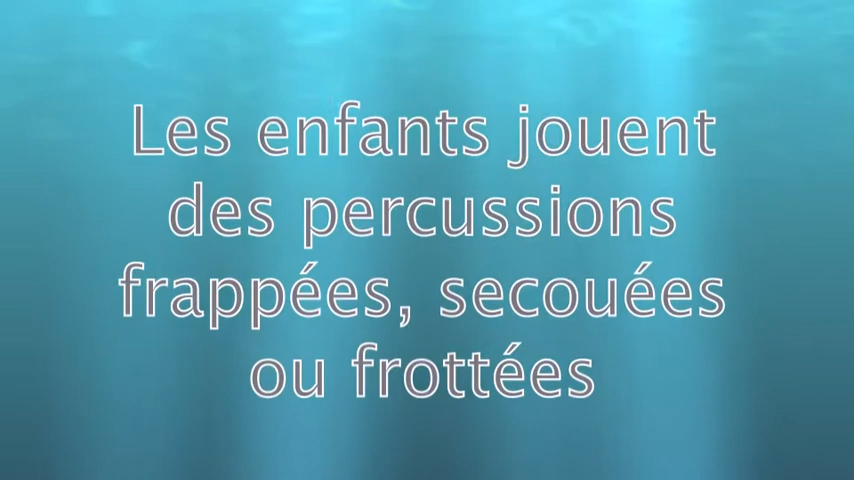 Les enfants jouent
des percussions
frappées, secouées
ou frottées